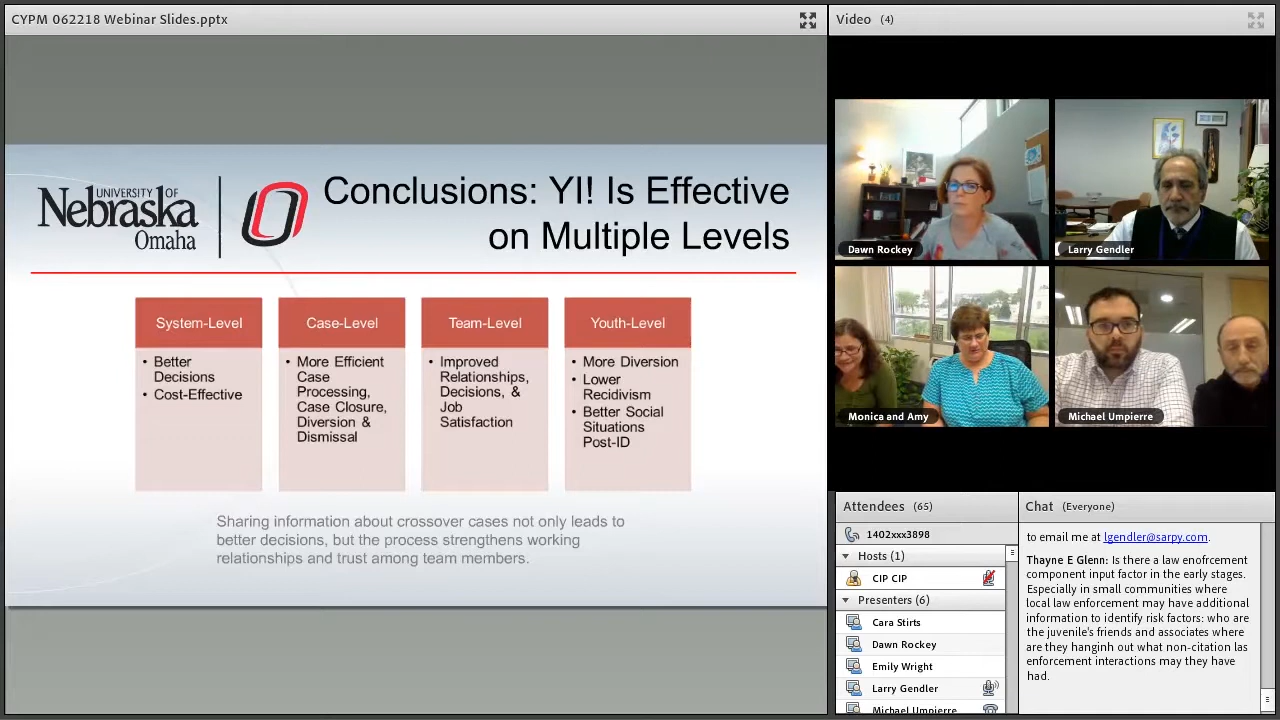 CYPM 062218 Webinar Slides.pptx
UNIVERSITY OF
Nebraska
Omaha
Conclusions: YI! Is Effective
on Multiple Levels
System-Level
• Better
Decisions
• Cost-Effective
Case-Level
• More Efficient
Case
Processing,
Case Closure,
Diversion &
Dismissal
Team-Level
• Improved
Relationships,
Decisions, &
Job
Satisfaction
Youth-Level
• More Diversion
• Lower
Recidivism
• Better Social
Situations
Post-ID
Sharing information about crossover cases not only leads to
better decisions, but the process strengthens working
relationships and trust among team members.
Video (4)
Dawn Rockey
Larry Gendler
Monica and Amy
Michael Umpierre
Attendees (65)
1402xxx3898
Hosts (1)
CIP CIP
Presenters (6)
Cara Stirts
Dawn Rockey
Emily Wright
Larry Gendler
Michael Umpierre
Chat (Everyone)
to email me at lgendler@sarpy.com.
Thayne E Glenn: Is there a law enofrcement
component input factor in the early stages.
Especially in small communities where
local law enforcement may have additional
information to identify risk factors: who are
the juvenile's friends and associates where
are they hanginh out what non-citation las
enforcement interactions may they have
had.